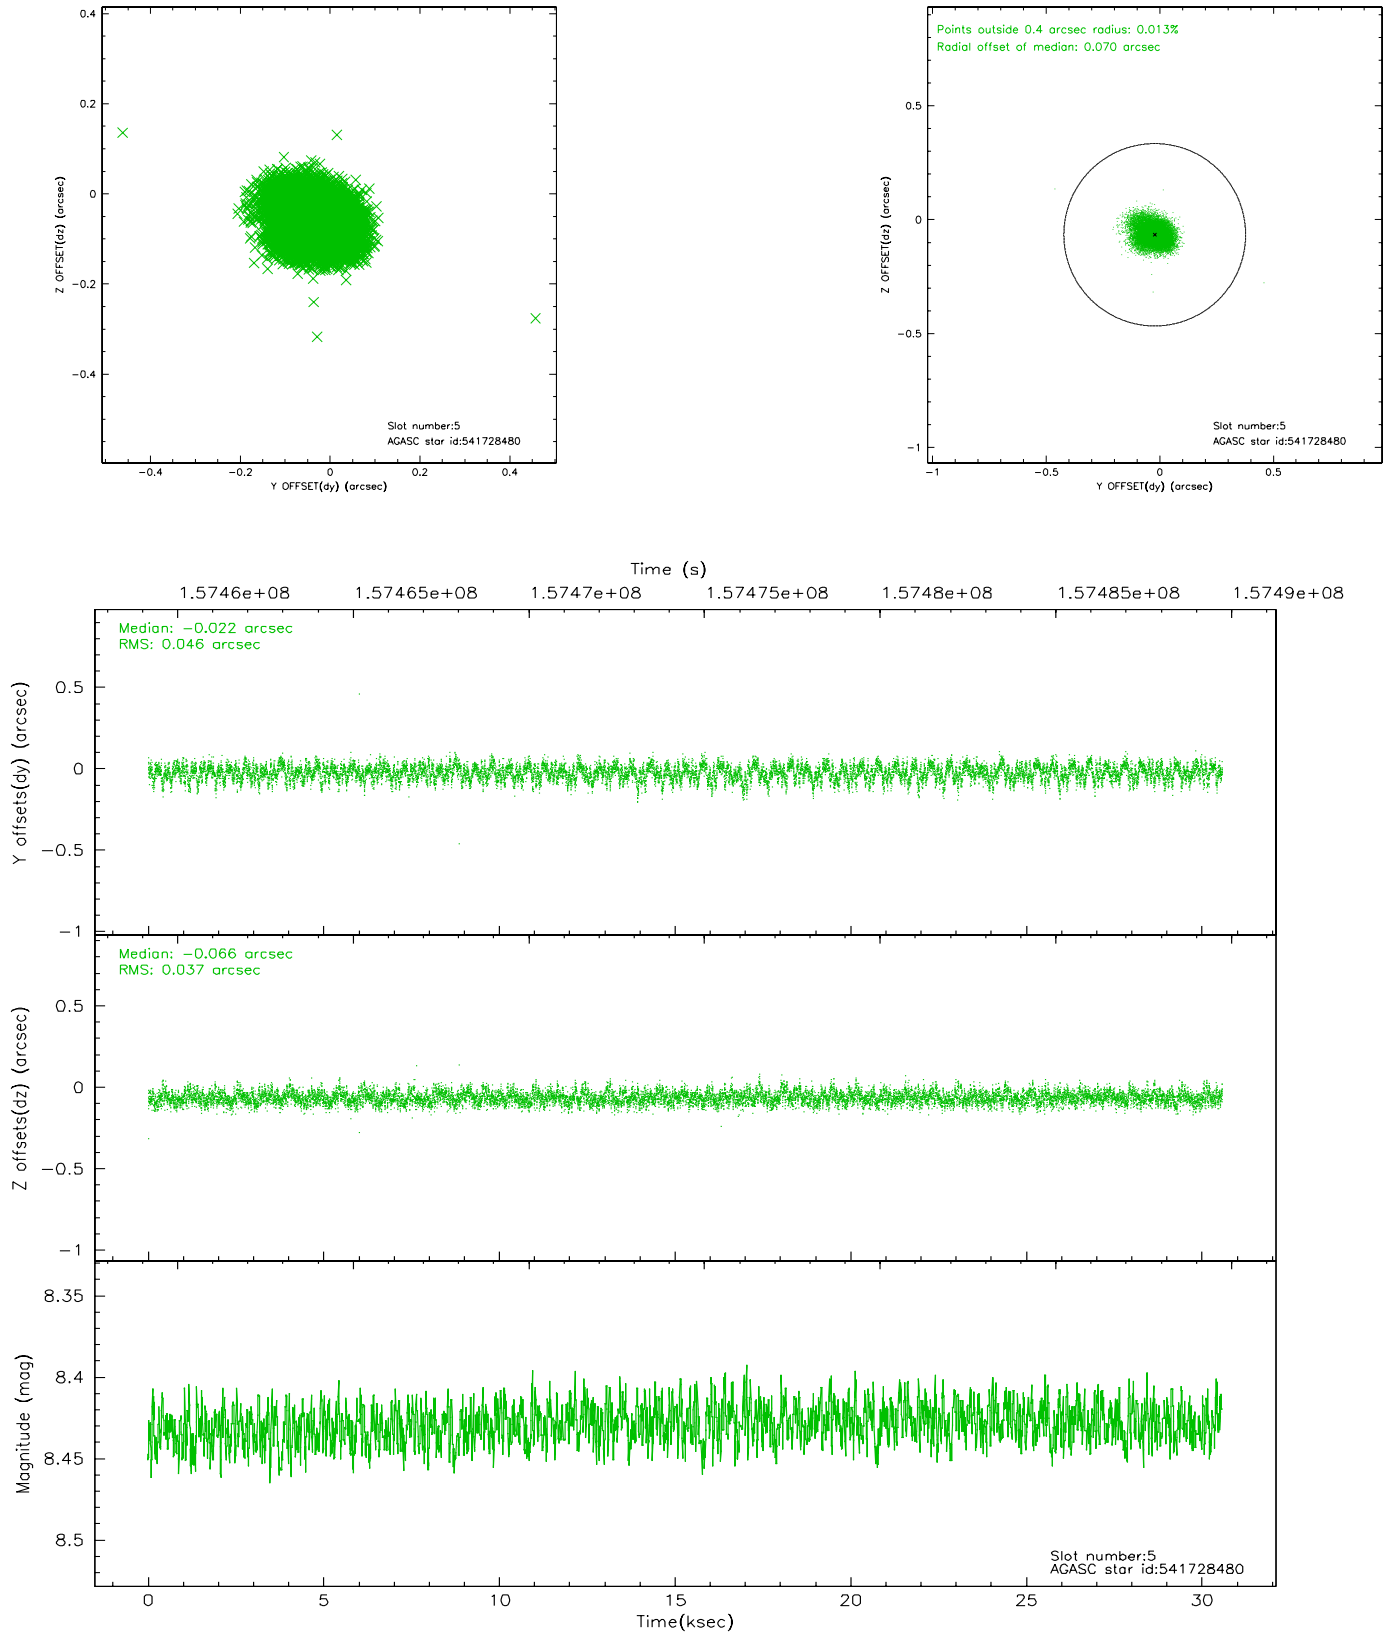 0.4
0.2
0
−0.2
−0.4
Z OFFSET(dz) (arcsec)
Slot number:5
AGASC star id:541728480
−0.4
−0.2
0
0.2
0.4
Y OFFSET(dy) (arcsec)
Points outside 0.4 arcsec radius: 0.013%
Radial offset of median: 0.070 arcsec
0.5
0
−0.5
−1
Z OFFSET(dz) (arcsec)
Slot number:5
AGASC star id:541728480
−1
−0.5
0
0.5
Y OFFSET(dy) (arcsec)
Time (s)
1.5746e+08
1.57465e+08
1.5747e+08
1.57475e+08
1.5748e+08
1.57485e+08
1.5749e+08
Median: −0.022 arcsec
RMS: 0.046 arcsec
0.5
0
−0.5
−1
Y offsets(dy) (arcsec)
Median: −0.066 arcsec
RMS: 0.037 arcsec
0.5
0
−0.5
−1
Z offsets(dz) (arcsec)
8.35
8.4
8.45
8.5
Magnitude (mag)
Slot number:5
AGASC star id:541728480
0
5
10
15
20
25
30
Time(ksec)